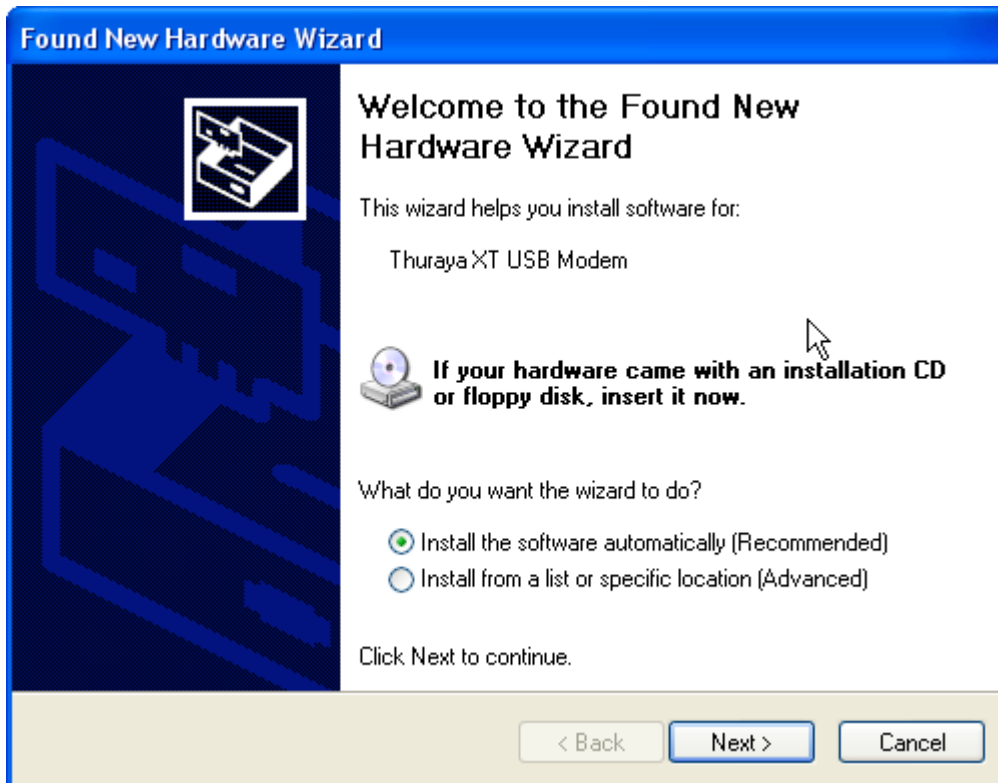 Found New Hardware Wizard
Welcome to the Found New
Hardware Wizard
This wizard helps you install software for:
Thuraya XT USB Modem
If your hardware came with an installation CD
or floppy disk, insert it now.
What do you want the wizard to do?
Install the software automatically (Recommended)
Install from a list or specific location (Advanced)
Click Next to continue.
< Back
Next >
Cancel